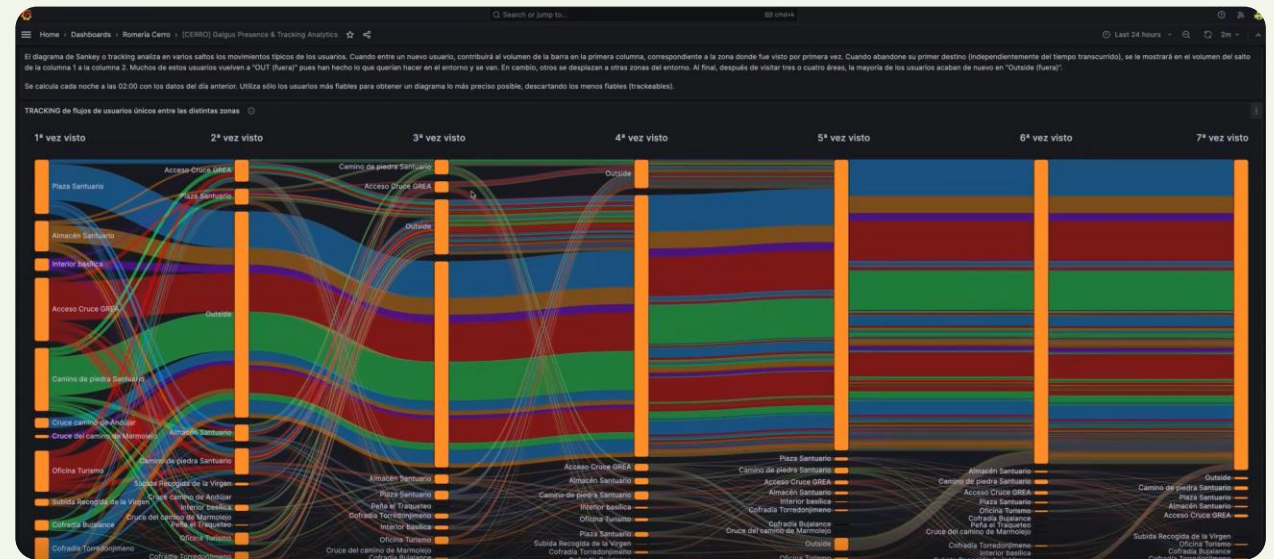 Search or jump to...
cmd+k
Home › Dashboards › Romería Cerro › [CERRO] Galgus Presence & Tracking Analytics
Last 24 hours
2m
El diagrama de Sankey o tracking analiza en varios saltos los movimientos típicos de los usuarios. Cuando entre un nuevo usuario, contribuirá al volumen de la barra en la primera columna, correspondiente a la zona donde fue visto por primera vez. Cuando abandone su primer destino (independientemente del tiempo transcurrido), se le mostrará en el volumen del salto
de la columna 1 a la columna 2. Muchos de estos usuarios vuelven a "OUT (fuera)" pues han hecho lo que querían hacer en el entorno y se van. En cambio, otros se desplazan a otras zonas del entorno. Al final, después de visitar tres o cuatro áreas, la mayoría de los usuarios acaban de nuevo en "Outside (fuera)".
Se calcula cada noche a las 02:00 con los datos del día anterior. Utiliza sólo los usuarios más fiables para obtener un diagrama lo más preciso posible, descartando los menos fiables (trackeables).
TRACKING de flujos de usuarios únicos entre las distintas zonas
1ª vez visto
2ª vez visto
3ª vez visto
4ª vez visto
5ª vez visto
6ª vez visto
7ª vez visto
Plaza Santuario
Almacén Santuario
Interior basílica
Acceso Cruce GREA
Camino de piedra Santuario
Cruce camino de Andújar
Cruce del camino de Marmolejo
Oficina Turismo
Subida Recogida de la Virgen
Cofradía Bujalance
Cofradía Torredonjimeno
Acceso Cruce GREA
Plaza Santuario
Outside
Almacén Santuario
Camino de piedra Santuario
Subida Recogida de la Virgen
Cruce camino de Andújar
Interior basílica
Cruce del camino de Marmolejo
Peña el Traqueteo
Oficina Turismo
Cofradía Torredonjimeno
Camino de piedra Santuario
Acceso Cruce GREA
Outside
Almacén Santuario
Plaza Santuario
Peña el Traqueteo
Cofradía Torredonjimeno
Interior basílica
Oficina Turismo
Cruce del camino de Marmolejo
Cofradía Bujalance
Outside
Acceso Cruce GREA
Almacén Santuario
Camino de piedra Santuario
Interior basílica
Oficina Turismo
Plaza Santuario
Subida Recogida de la Virgen
Cofradía Torredonjimeno
Plaza Santuario
Camino de piedra Santuario
Acceso Cruce GREA
Almacén Santuario
Interior basílica
Cofradía Torredonjimeno
Cofradía Bujalance
Cruce del camino de Marmolejo
Outside
Oficina Turismo
Almacén Santuario
Camino de piedra Santuario
Acceso Cruce GREA
Plaza Santuario
Oficina Turismo
Cofradía Bujalance
Peña el Traqueteo
Cruce del camino de Marmolejo
Cofradía Torredonjimeno
Interior basílica
Outside
Camino de piedra Santuario
Plaza Santuario
Almacén Santuario
Acceso Cruce GREA
Subida Recogida de la Virgen
Oficina Turismo
Cofradía Torredonjimeno